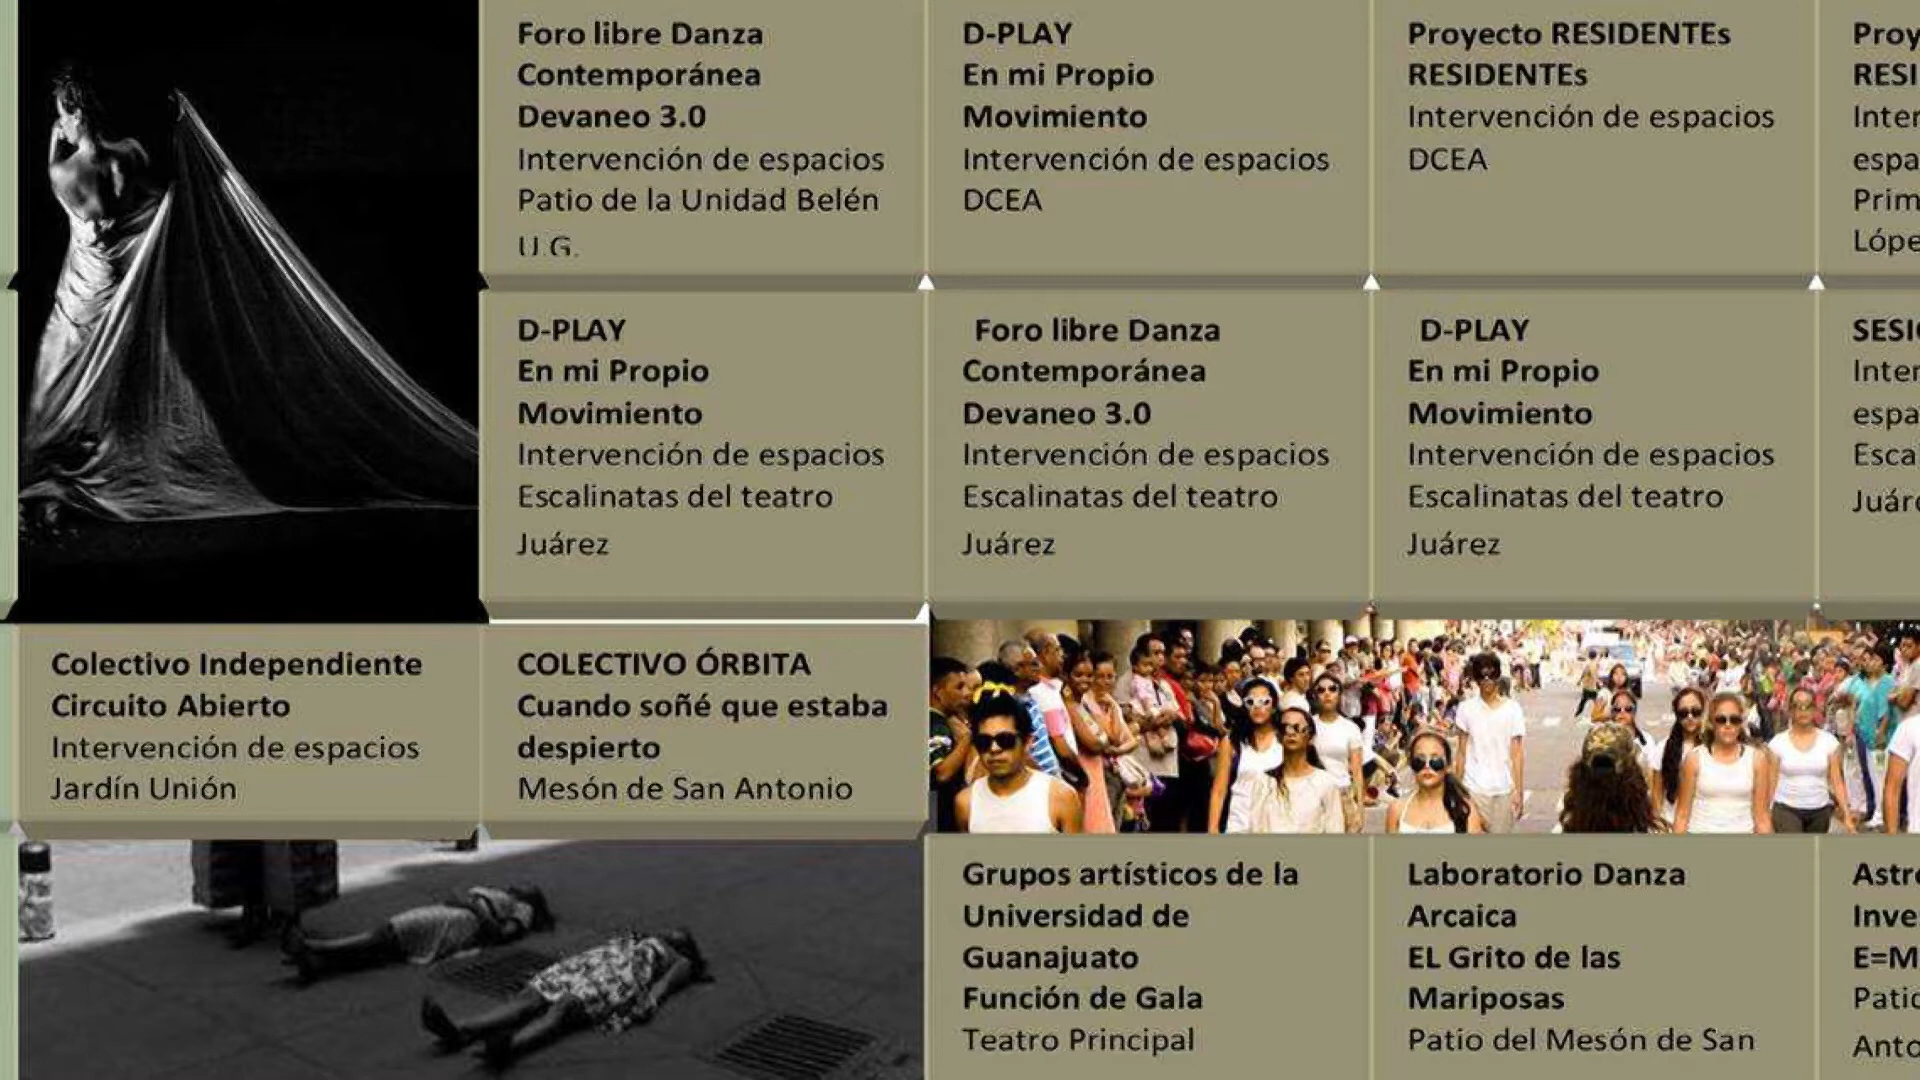 Foro libre Danza
Contemporánea
Devaneo 3.0
Intervención de espacios
Patio de la Unidad Belén
U.G.
D-PLAY
En mi Propio
Movimiento
Intervención de espacios
DCEA
Proyecto RESIDENTEs
RESIDENTEs
Intervención de espacios
DCEA
D-PLAY
En mi Propio
Movimiento
Intervención de espacios
Escalinatas del teatro
Juárez
Foro libre Danza
Contemporánea
Devaneo 3.0
Intervención de espacios
Escalinatas del teatro
Juárez
D-PLAY
En mi Propio
Movimiento
Intervención de espacios
Escalinatas del teatro
Juárez
Colectivo Independiente
Circuito Abierto
Intervención de espacios
Jardín Unión
COLECTIVO ÓRBITA
Cuando soñé que estaba
despierto
Mesón de San Antonio
Grupos artísticos de la
Universidad de
Guanajuato
Función de Gala
Teatro Principal
Laboratorio Danza
Arcaica
EL Grito de las
Mariposas
Patio del Mesón de San